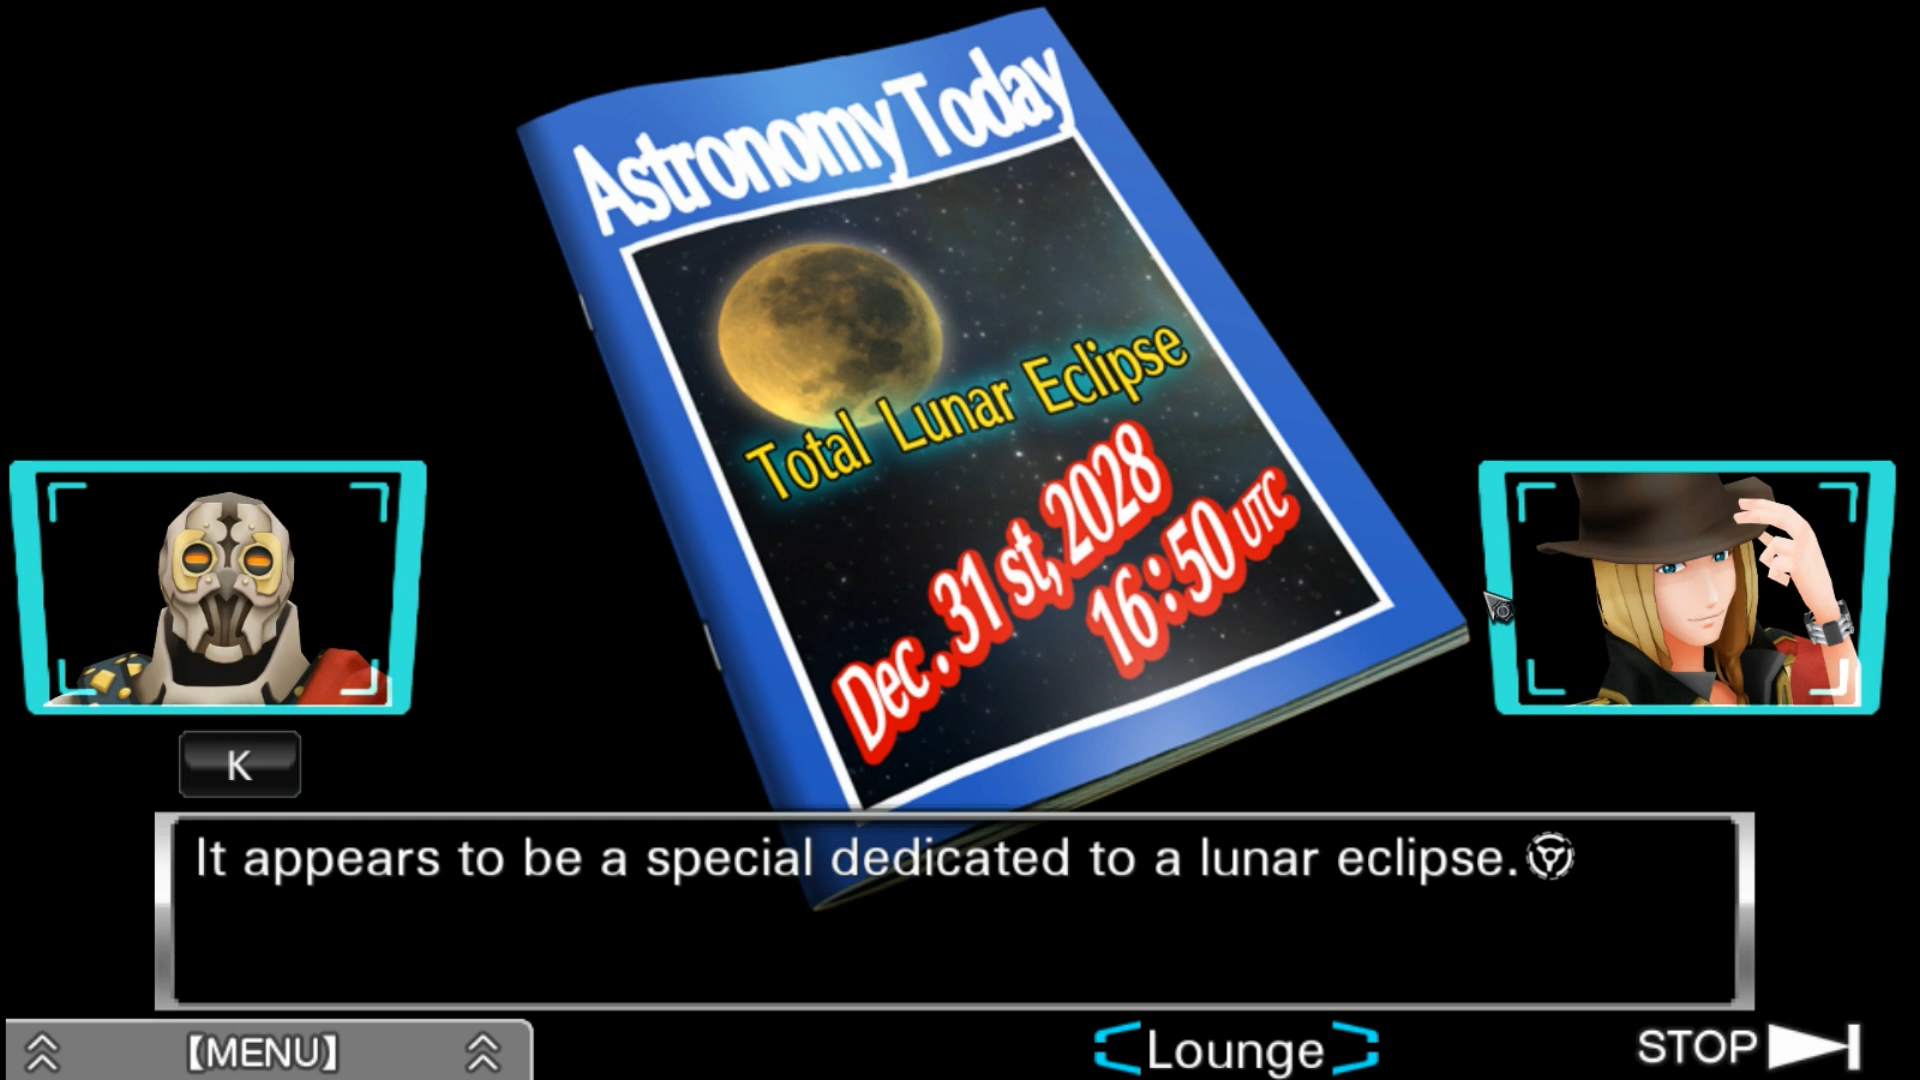 Astronomy Today
Total Lunar Eclipse
Dec. 31 st, 2028
16:50 UTC
K
It appears to be a special dedicated to a lunar eclipse.
【MENU】
Lounge
STOP